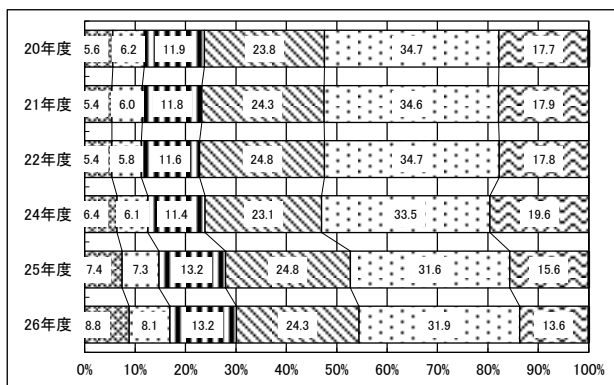 20年度 5.6 6.2 11.9 23.8 34.7 17.7
21年度 5.4 6.0 11.8 24.3 34.6 17.9
22年度 5.4 5.8 11.6 24.8 34.7 17.8
24年度 6.4 6.1 11.4 23.1 33.5 19.6
25年度 7.4 7.3 13.2 24.8 31.6 15.6
26年度 8.8 8.1 13.2 24.3 31.9 13.6
0% 10% 20% 30% 40% 50% 60% 70% 80% 90% 100%